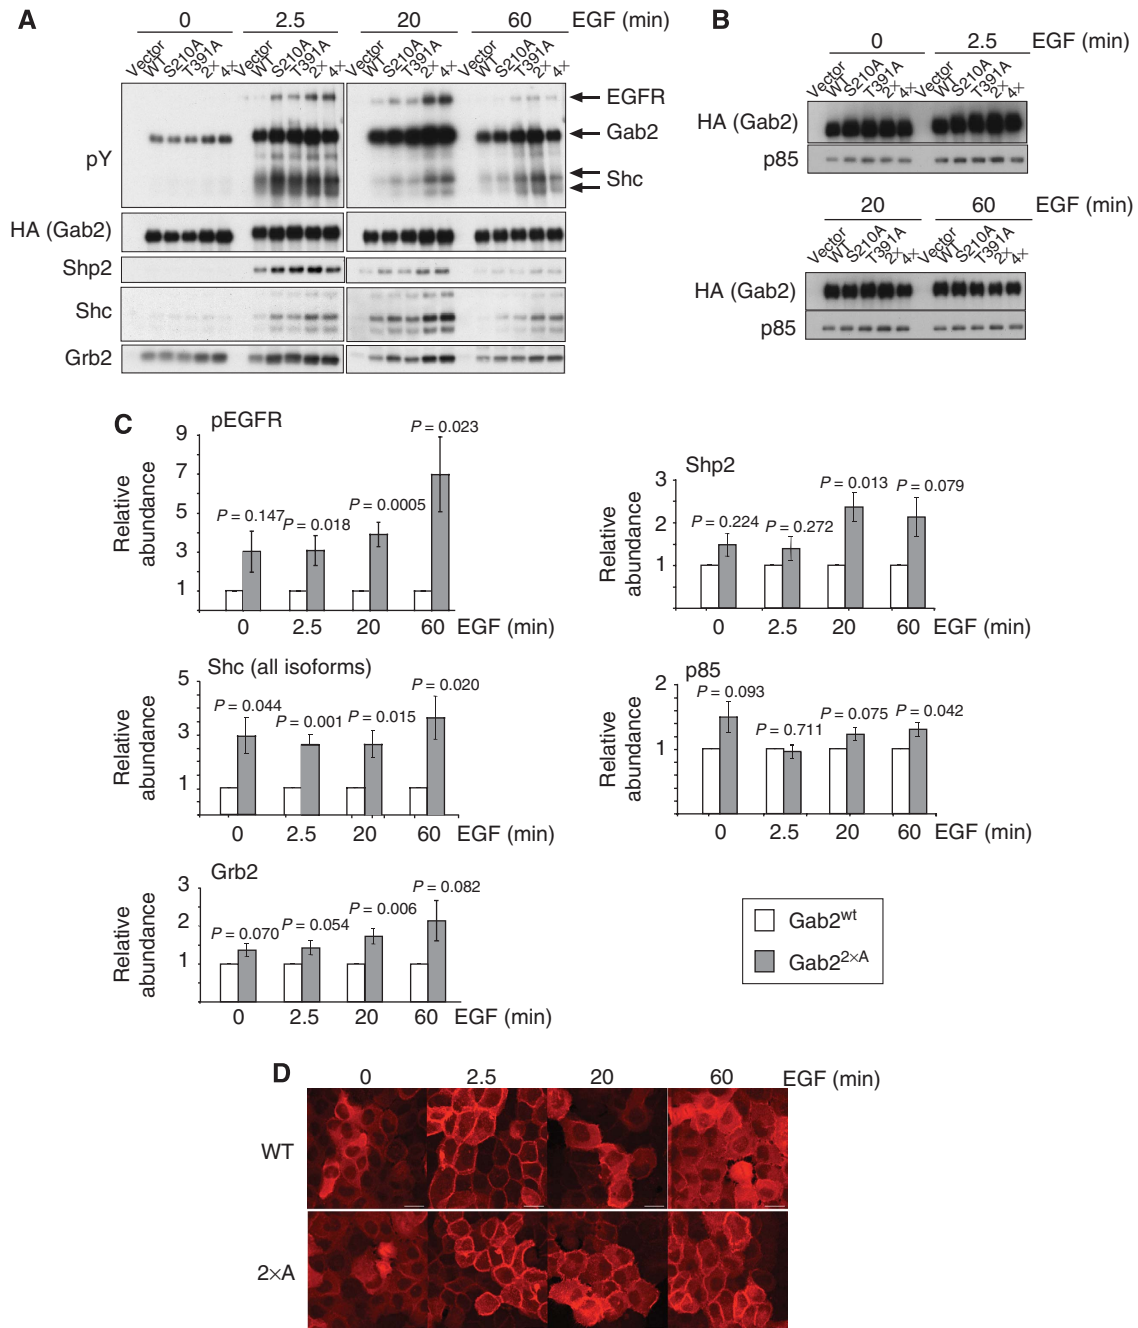 A
0 2.5 20 60 EGF (min)
Vector WT S210A T391A 2× 4× Vector WT S210A T391A 2× 4× Vector WT S210A T391A 2× 4× Vector WT S210A T391A 2× 4×
pY
EGFR
Gab2
Shc
HA (Gab2)
Shp2
Shc
Grb2
B
0 2.5 EGF (min)
Vector WT S210A T391A 2× 4× Vector WT S210A T391A 2× 4×
HA (Gab2)
p85
20 60 EGF (min)
Vector WT S210A T391A 2× 4× Vector WT S210A T391A 2× 4×
HA (Gab2)
p85
C
pEGFR
Relative abundance
9
7
5
3
1
P = 0.147
P = 0.018
P = 0.0005
P = 0.023
0 2.5 20 60 EGF (min)
Shp2
Relative abundance
3
2
1
P = 0.224
P = 0.272
P = 0.013
P = 0.079
0 2.5 20 60 EGF (min)
Shc (all isoforms)
Relative abundance
5
3
1
P = 0.044
P = 0.001
P = 0.015
P = 0.020
0 2.5 20 60 EGF (min)
p85
Relative abundance
2
1
P = 0.093
P = 0.711
P = 0.075
P = 0.042
0 2.5 20 60 EGF (min)
Grb2
Relative abundance
3
2
1
P = 0.070
P = 0.054
P = 0.006
P = 0.082
0 2.5 20 60 EGF (min)
Gab2wt
Gab22×A
D
0 2.5 20 60 EGF (min)
WT
2×A